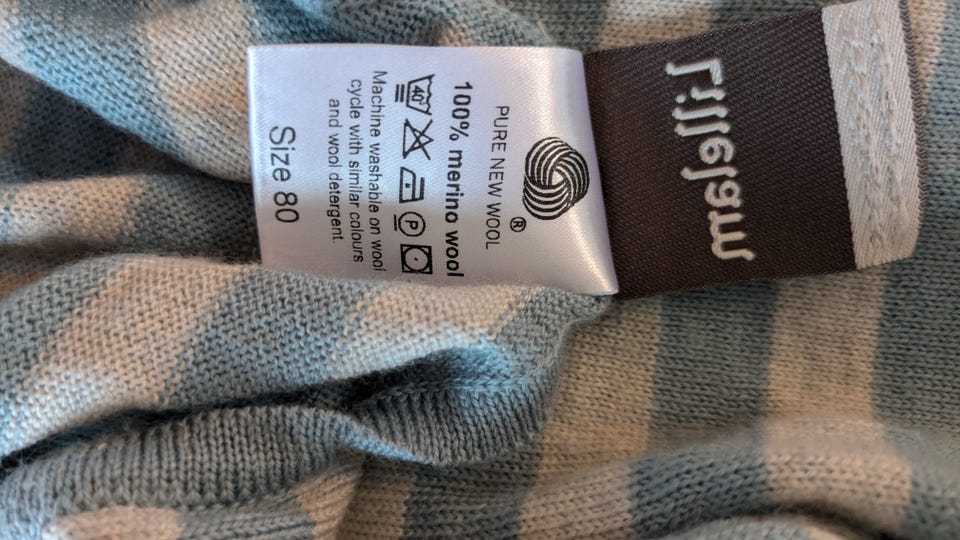 ®
PURE NEW WOOL
100% merino wool
40° P
Machine washable on wool
cycle with similar colours
and wool detergent.
Size 80